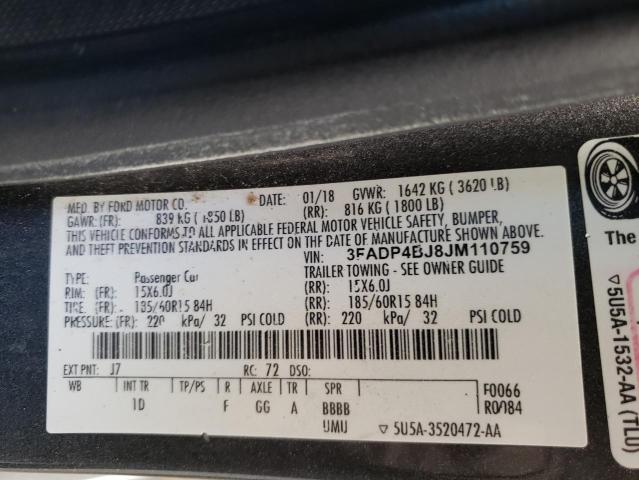 MFD. BY FORD MOTOR CO. DATE: 01/18 GVWR: 1642 KG ( 3620 LB)
GAWR: (FR): 839 KG ( 1850 LB) (RR): 816 KG ( 1800 LB)
THIS VEHICLE CONFORMS TO ALL APPLICABLE FEDERAL MOTOR VEHICLE SAFETY, BUMPER,
AND THEFT PREVENTION STANDARDS IN EFFECT ON THE DATE OF MANUFACTURE SHOWN ABOVE.
VIN: 3FADP4BJ8JM110759
TYPE: Passenger Car TRAILER TOWING - SEE OWNER GUIDE
RIM: (FR): 15X6.0J (RR): 15X6.0J
TIRE: (FR): 185/60R15 84H (RR): 185/60R15 84H
PRESSURE: (FR): 220 kPa/ 32 PSI COLD (RR): 220 kPa/ 32 PSI COLD
EXT PNT: J7 RC: 72 DSO:
WB INT TR TP/PS R AXLE TR SPR F0066
1D F GG A BBBB R0/184
UMU ▽ 5U5A-3520472-AA
The
▽ 5U5A-1532-AA (TLU)